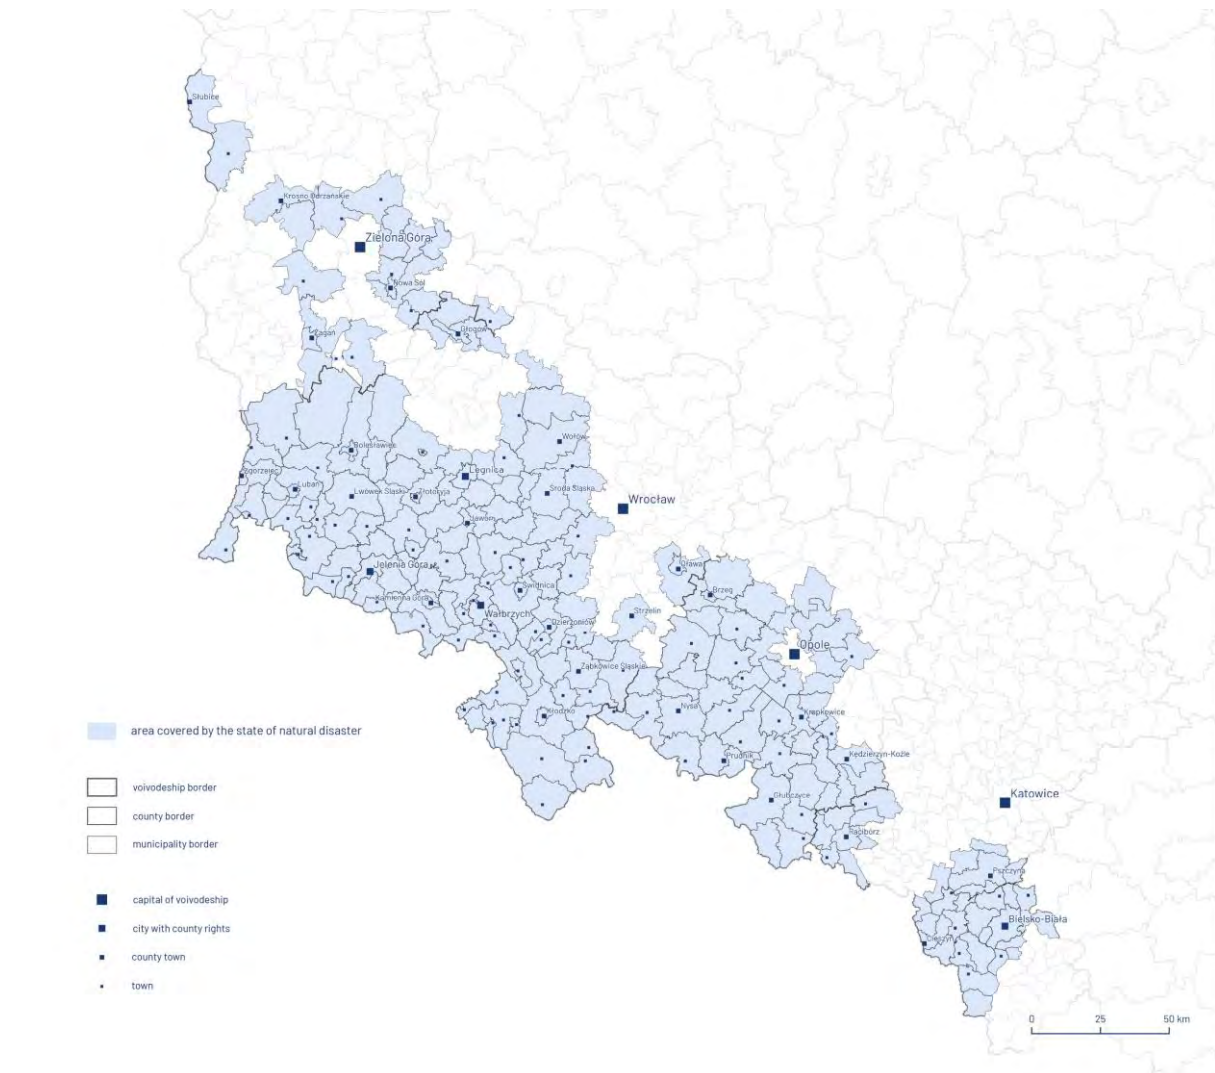 Słubice
Krosno Odrzańskie
Zielona Góra
Nowa Sól
Głogów
Żagań
Wołów
Bolesławiec
Zgorzelec
Legnica
Lubań
Lwówek Śląski
Złotoryja
Środa Śląska
Wrocław
Jawor
Jelenia Góra
Oława
Świdnica
Brzeg
Kamienna Góra
Wałbrzych
Strzelin
Dzierżoniów
Opole
Ząbkowice Śląskie
Kłodzko
Nysa
Krapkowice
area covered by the state of natural disaster
Prudnik
Kędzierzyn-Koźle
voivodeship border
Głubczyce
Katowice
county border
Racibórz
municipality border
Pszczyna
capital of voivodeship
Bielsko-Biała
city with county rights
Cieszyn
county town
town
0 25 50 km